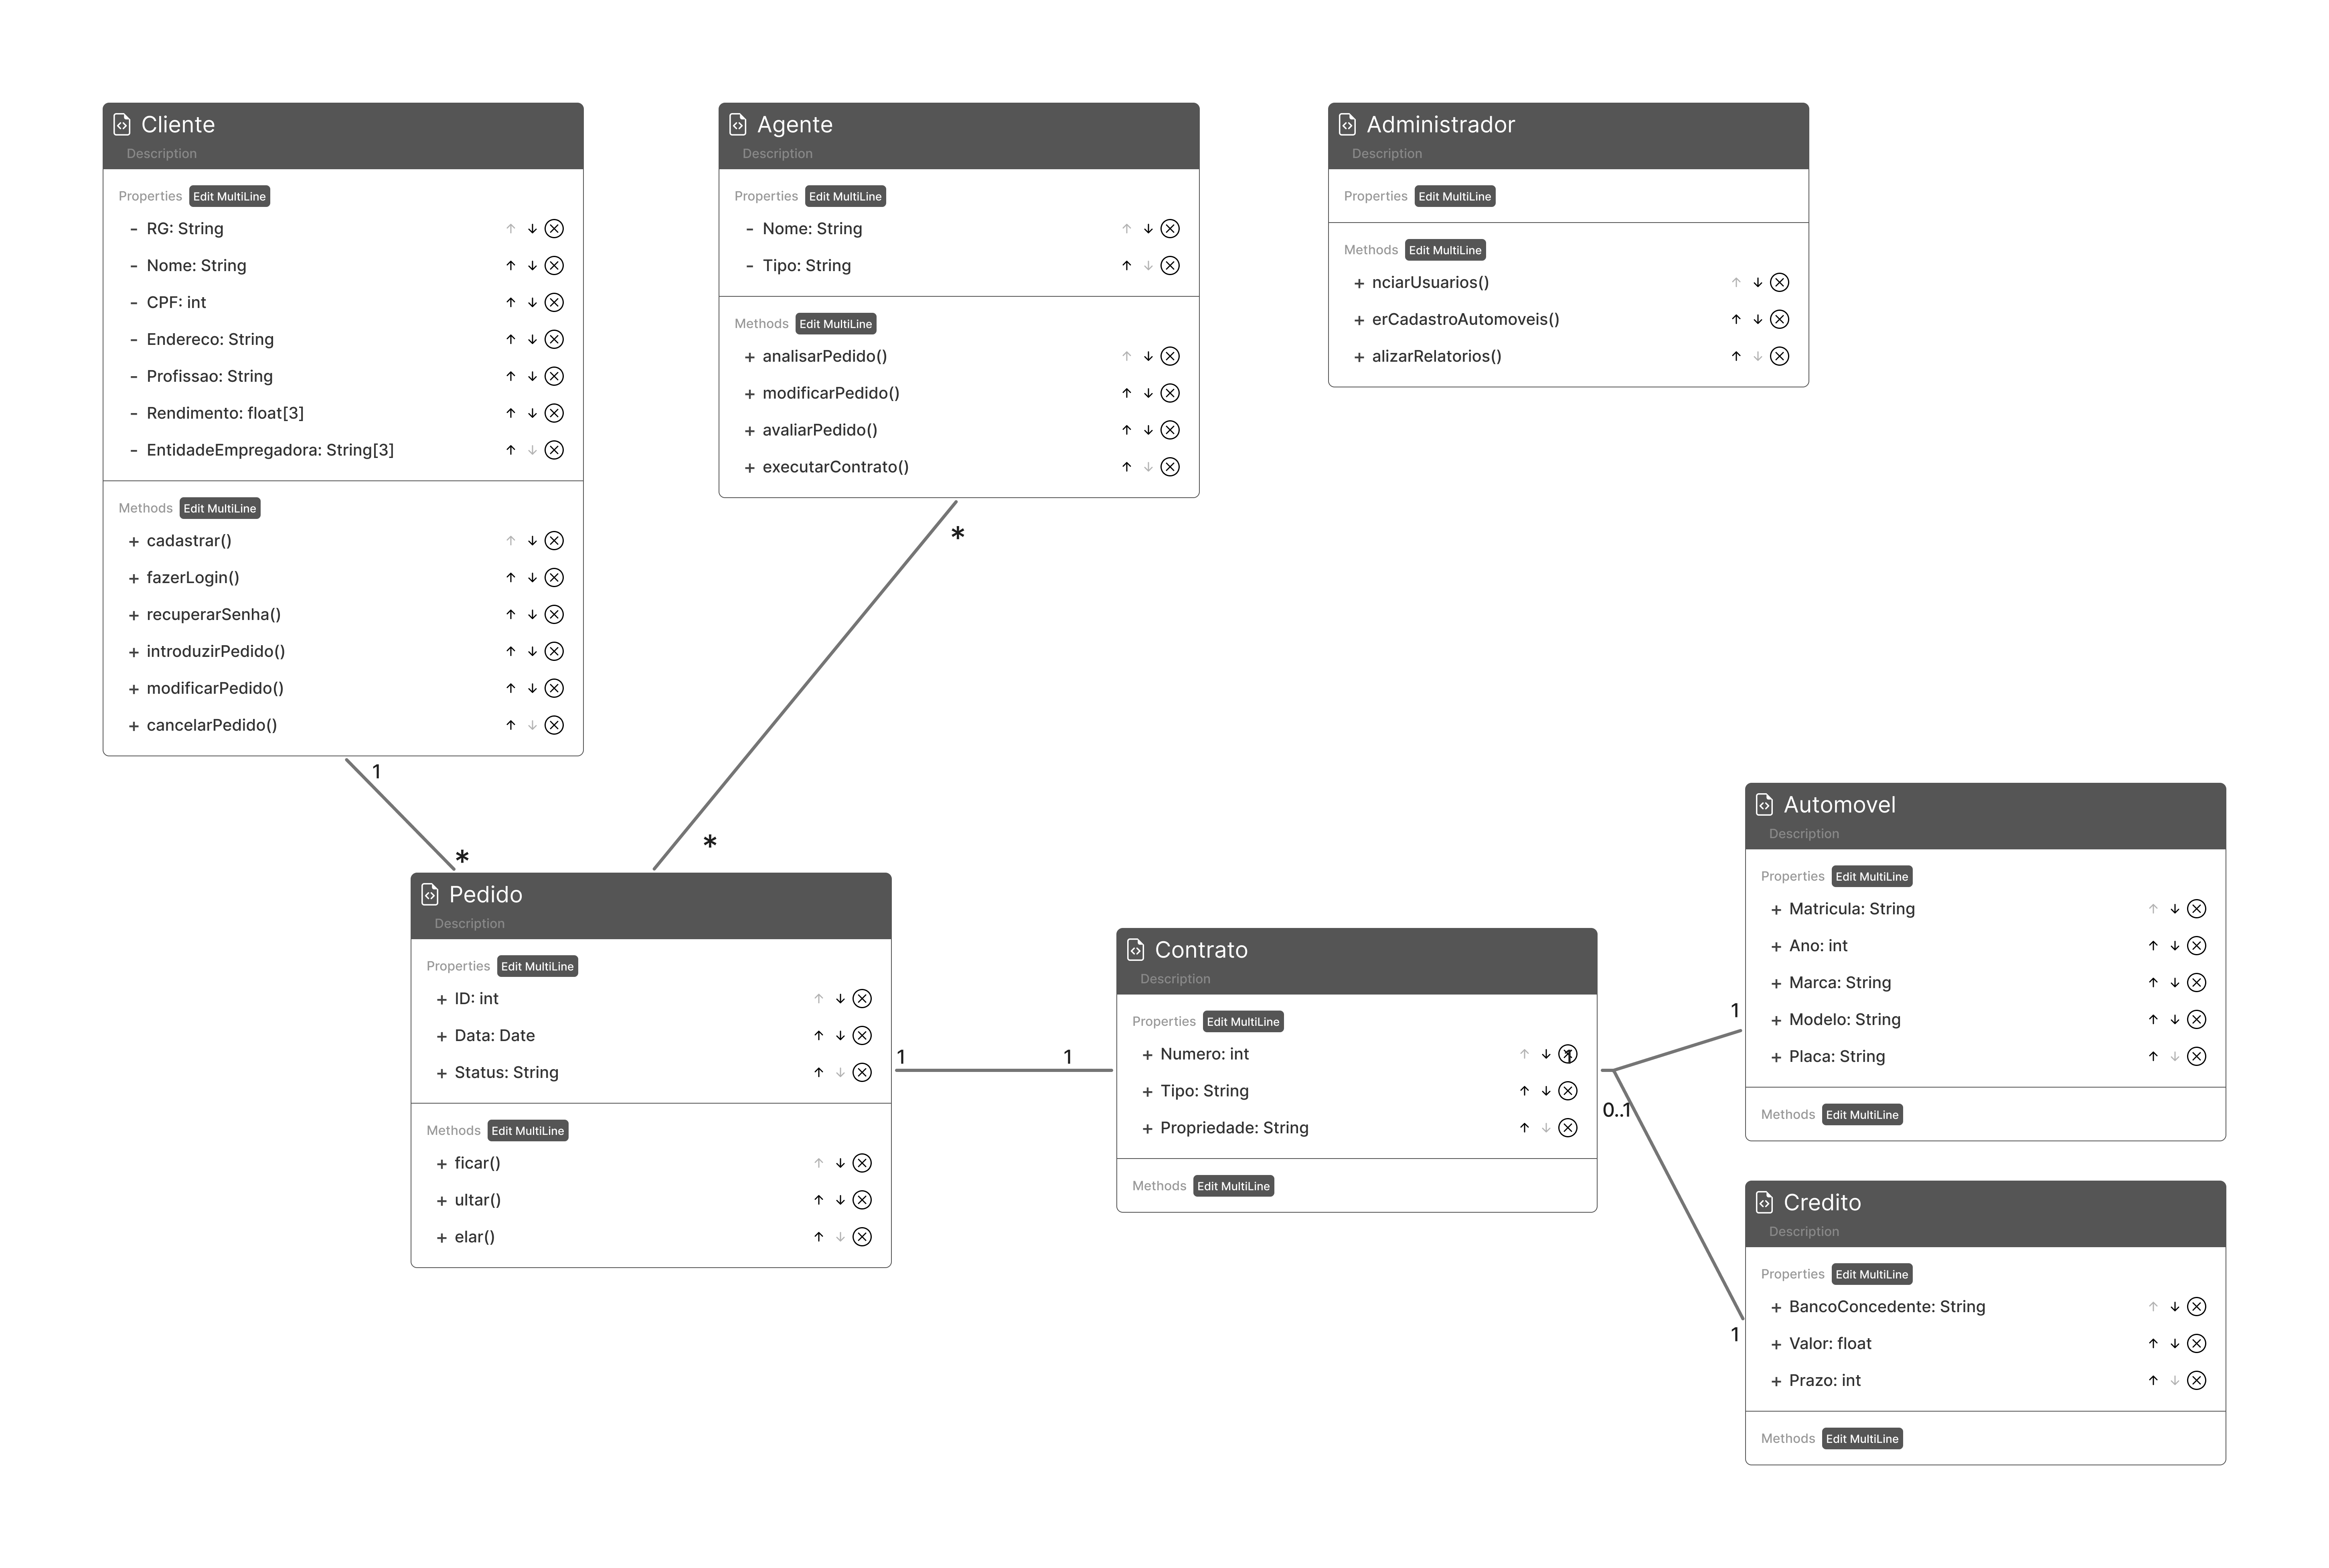 Cliente
Description
Properties Edit MultiLine
- RG: String
- Nome: String
- CPF: int
- Endereco: String
- Profissao: String
- Rendimento: float[3]
- EntidadeEmpregadora: String[3]
Methods Edit MultiLine
+ cadastrar()
+ fazerLogin()
+ recuperarSenha()
+ introduzirPedido()
+ modificarPedido()
+ cancelarPedido()
Agente
Description
Properties Edit MultiLine
- Nome: String
- Tipo: String
Methods Edit MultiLine
+ analisarPedido()
+ modificarPedido()
+ avaliarPedido()
+ executarContrato()
Administrador
Description
Properties Edit MultiLine
Methods Edit MultiLine
+ nciarUsuarios()
+ erCadastroAutomoveis()
+ alizarRelatorios()
1
*
*
*
Pedido
Description
Properties Edit MultiLine
+ ID: int
+ Data: Date
+ Status: String
Methods Edit MultiLine
+ ficar()
+ ultar()
+ elar()
1
1
Contrato
Description
Properties Edit MultiLine
+ Numero: int
1
+ Tipo: String
+ Propriedade: String
Methods Edit MultiLine
0..1
1
1
Automovel
Description
Properties Edit MultiLine
+ Matricula: String
+ Ano: int
+ Marca: String
+ Modelo: String
+ Placa: String
Methods Edit MultiLine
Credito
Description
Properties Edit MultiLine
+ BancoConcedente: String
+ Valor: float
+ Prazo: int
Methods Edit MultiLine